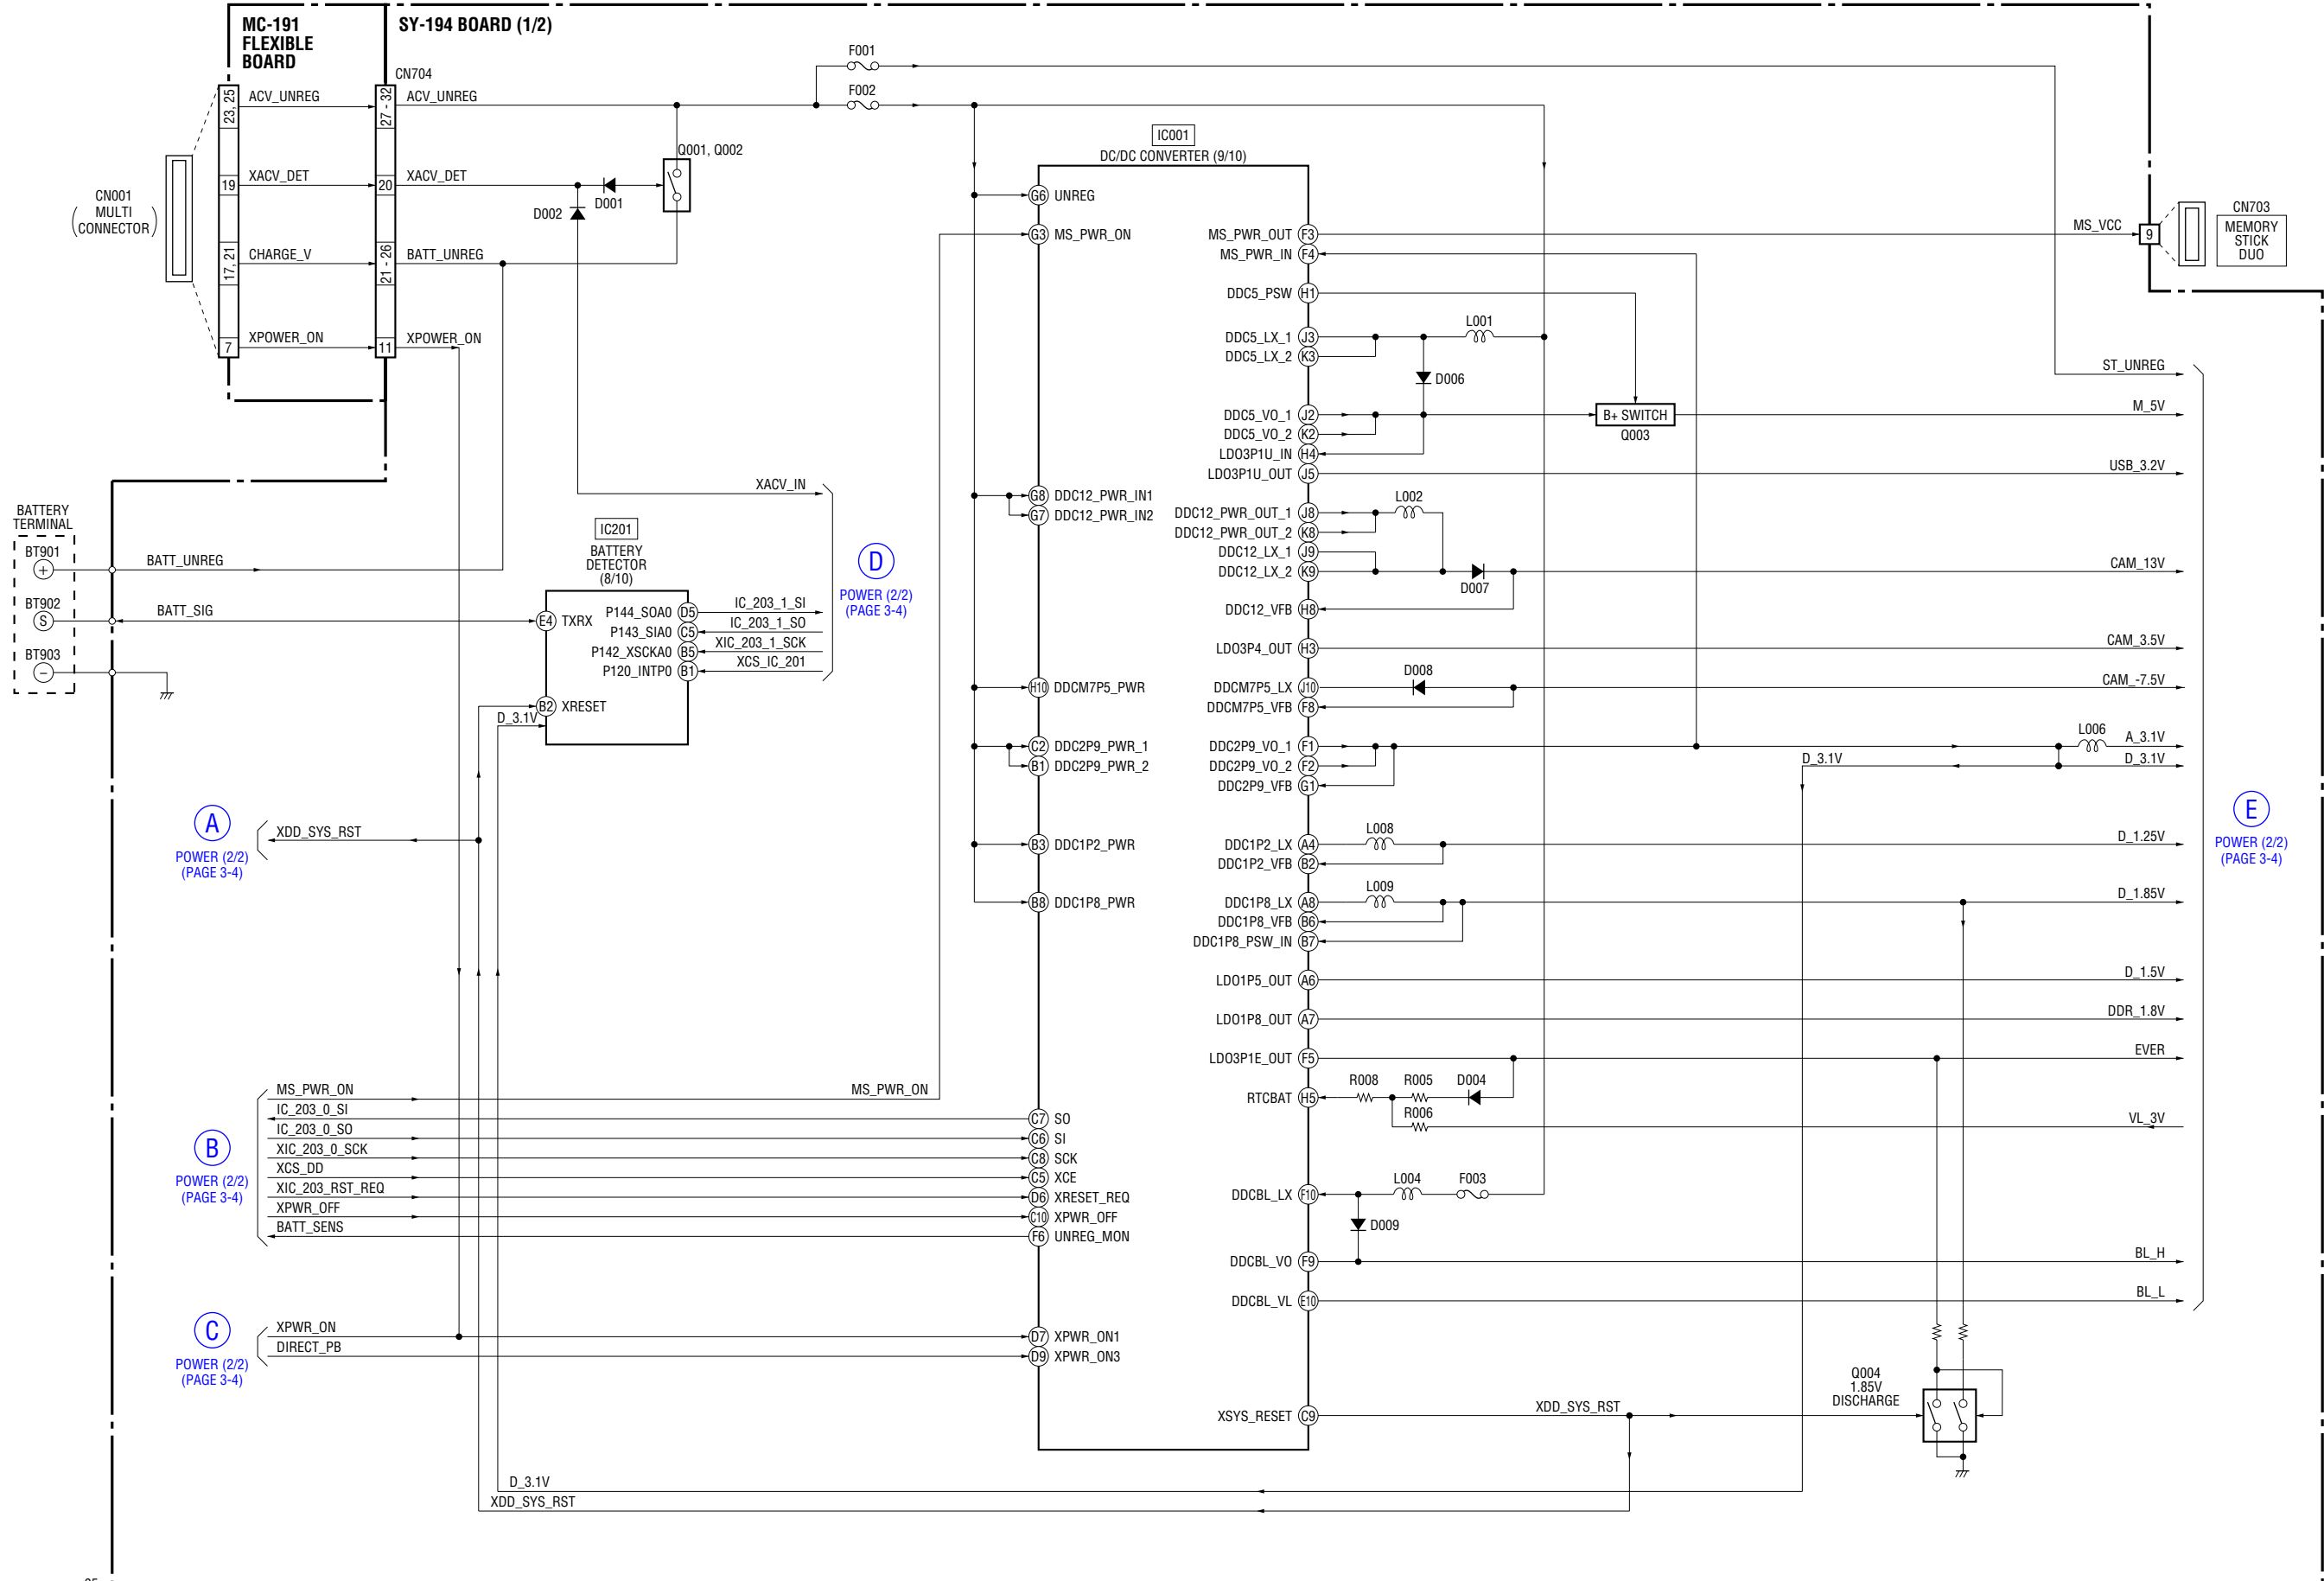 MC-191
FLEXIBLE
BOARD
SY-194 BOARD (1/2)
CN704
CN001
MULTI
CONNECTOR
23, 25
ACV_UNREG
27 - 32
ACV_UNREG
19
XACV_DET
20
XACV_DET
17, 21
CHARGE_V
21 - 26
BATT_UNREG
7
XPOWER_ON
11
XPOWER_ON
F001
F002
Q001, Q002
D001
D002
XACV_IN
BATTERY
TERMINAL
BT901
+
BATT_UNREG
BT902
S
BATT_SIG
BT903
−
IC201
BATTERY
DETECTOR
(8/10)
E4 TXRX
B2 XRESET
D_3.1V
P144_SOA0 D5
P143_SIA0 C5
P142_XSCKA0 B5
P120_INTP0 B1
IC_203_1_SI
IC_203_1_SO
XIC_203_1_SCK
XCS_IC_201
D
POWER (2/2)
(PAGE 3-4)
A
POWER (2/2)
(PAGE 3-4)
XDD_SYS_RST
B
POWER (2/2)
(PAGE 3-4)
MS_PWR_ON
MS_PWR_ON
IC_203_0_SI
IC_203_0_SO
XIC_203_0_SCK
XCS_DD
XIC_203_RST_REQ
XPWR_OFF
BATT_SENS
C
POWER (2/2)
(PAGE 3-4)
XPWR_ON
DIRECT_PB
D_3.1V
XDD_SYS_RST
IC001
DC/DC CONVERTER (9/10)
G6 UNREG
G3 MS_PWR_ON
G8 DDC12_PWR_IN1
G7 DDC12_PWR_IN2
H10 DDCM7P5_PWR
C2 DDC2P9_PWR_1
B1 DDC2P9_PWR_2
B3 DDC1P2_PWR
B8 DDC1P8_PWR
C7 SO
C6 SI
C8 SCK
C5 XCE
D6 XRESET_REQ
C10 XPWR_OFF
F6 UNREG_MON
D7 XPWR_ON1
D9 XPWR_ON3
MS_PWR_OUT F3
MS_PWR_IN F4
DDC5_PSW H1
DDC5_LX_1 J3
DDC5_LX_2 K3
DDC5_VO_1 J2
DDC5_VO_2 K2
LDO3P1U_IN H4
LDO3P1U_OUT J5
DDC12_PWR_OUT_1 J8
DDC12_PWR_OUT_2 K8
DDC12_LX_1 J9
DDC12_LX_2 K9
DDC12_VFB H8
LDO3P4_OUT H3
DDCM7P5_LX J10
DDCM7P5_VFB F8
DDC2P9_VO_1 F1
DDC2P9_VO_2 F2
DDC2P9_VFB G1
DDC1P2_LX A4
DDC1P2_VFB B2
DDC1P8_LX A8
DDC1P8_VFB B6
DDC1P8_PSW_IN B7
LDO1P5_OUT A6
LDO1P8_OUT A7
LDO3P1E_OUT F5
RTCBAT H5
DDCBL_LX F10
DDCBL_VO F9
DDCBL_VL E10
XSYS_RESET C9
L001
D006
B+ SWITCH
Q003
L002
D007
D008
L006
D_3.1V
L008
L009
R008
R005
D004
R006
L004
F003
D009
XDD_SYS_RST
Q004
1.85V
DISCHARGE
MS_VCC
9
CN703
MEMORY
STICK
DUO
ST_UNREG
M_5V
USB_3.2V
CAM_13V
CAM_3.5V
CAM_-7.5V
A_3.1V
D_3.1V
D_1.25V
D_1.85V
D_1.5V
DDR_1.8V
EVER
VL_3V
BL_H
BL_L
E
POWER (2/2)
(PAGE 3-4)